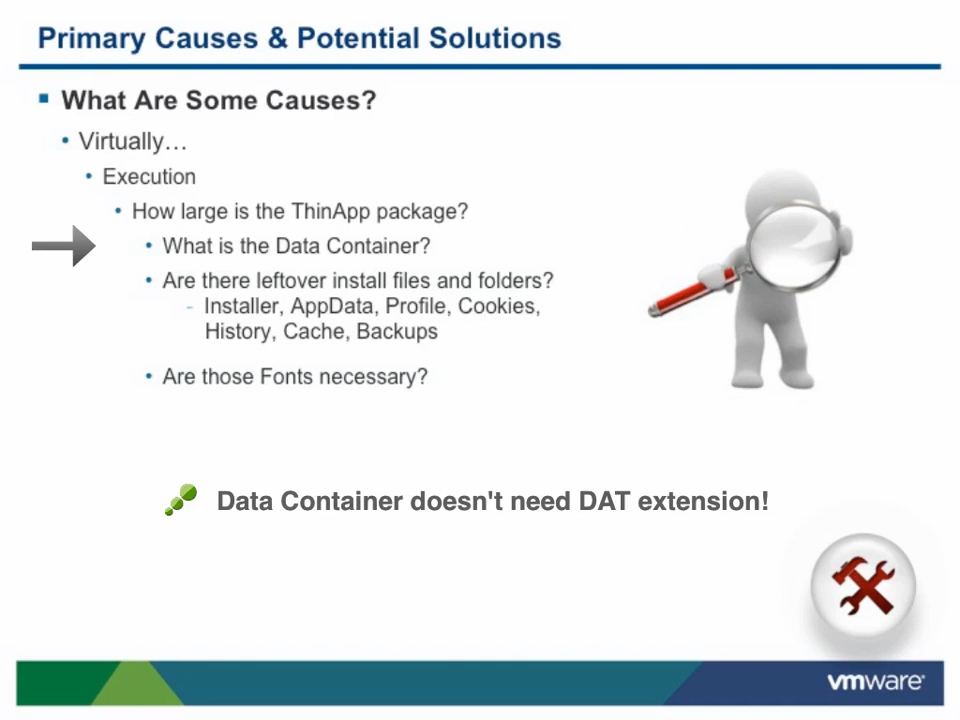 Primary Causes & Potential Solutions
What Are Some Causes?
Virtually…
Execution
How large is the ThinApp package?
What is the Data Container?
Are there leftover install files and folders?
- Installer, AppData, Profile, Cookies,
History, Cache, Backups
Are those Fonts necessary?
Data Container doesn't need DAT extension!
vmware